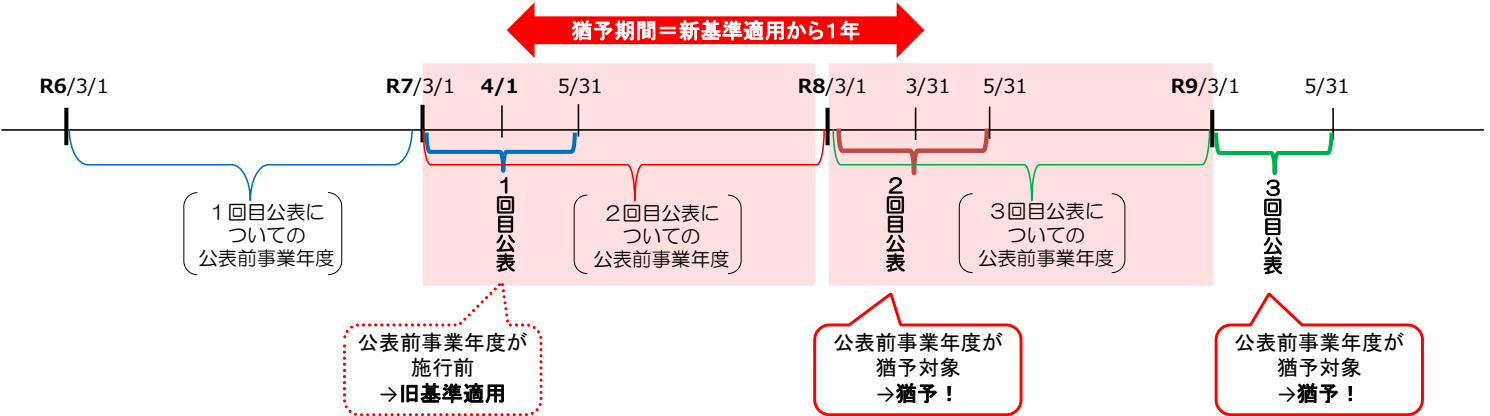 猶予期間＝新基準適用から1年
R6/3/1
R7/3/1
4/1
5/31
R8/3/1
3/31
5/31
R9/3/1
5/31
1回目公表に
ついての
公表前事業年度
1回目公表
2回目公表に
ついての
公表前事業年度
2回目公表
3回目公表に
ついての
公表前事業年度
3回目公表
公表前事業年度が
施行前
→旧基準適用
公表前事業年度が
猶予対象
→猶予！
公表前事業年度が
猶予対象
→猶予！